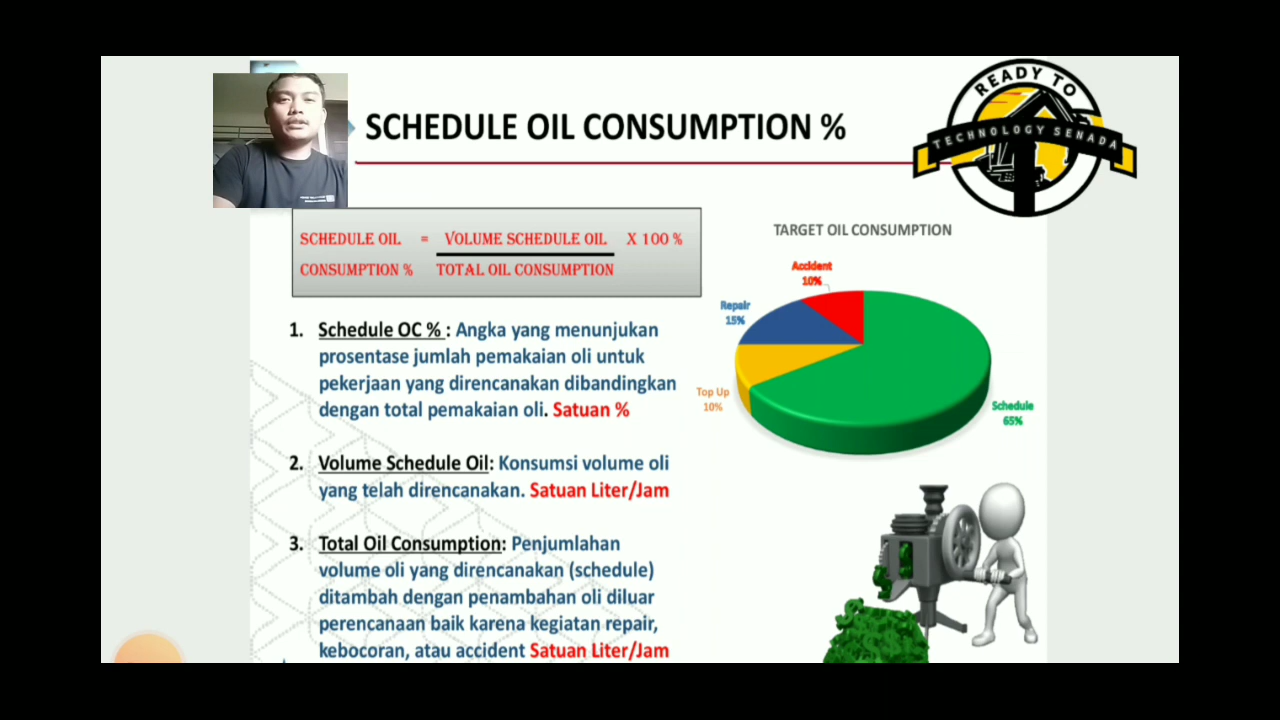 READY TO
TECHNOLOGY SENADA
SCHEDULE OIL CONSUMPTION %
SCHEDULE OIL = VOLUME SCHEDULE OIL X 100 %
CONSUMPTION % TOTAL OIL CONSUMPTION
TARGET OIL CONSUMPTION
Accident
10%
Repair
15%
Top Up
10%
Schedule
65%
1. Schedule OC % : Angka yang menunjukan
prosentase jumlah pemakaian oli untuk
pekerjaan yang direncanakan dibandingkan
dengan total pemakaian oli. Satuan %
2. Volume Schedule Oil: Konsumsi volume oli
yang telah direncanakan. Satuan Liter/Jam
3. Total Oil Consumption: Penjumlahan
volume oli yang direncanakan (schedule)
ditambah dengan penambahan oli diluar
perencanaan baik karena kegiatan repair,
kebocoran, atau accident Satuan Liter/Jam